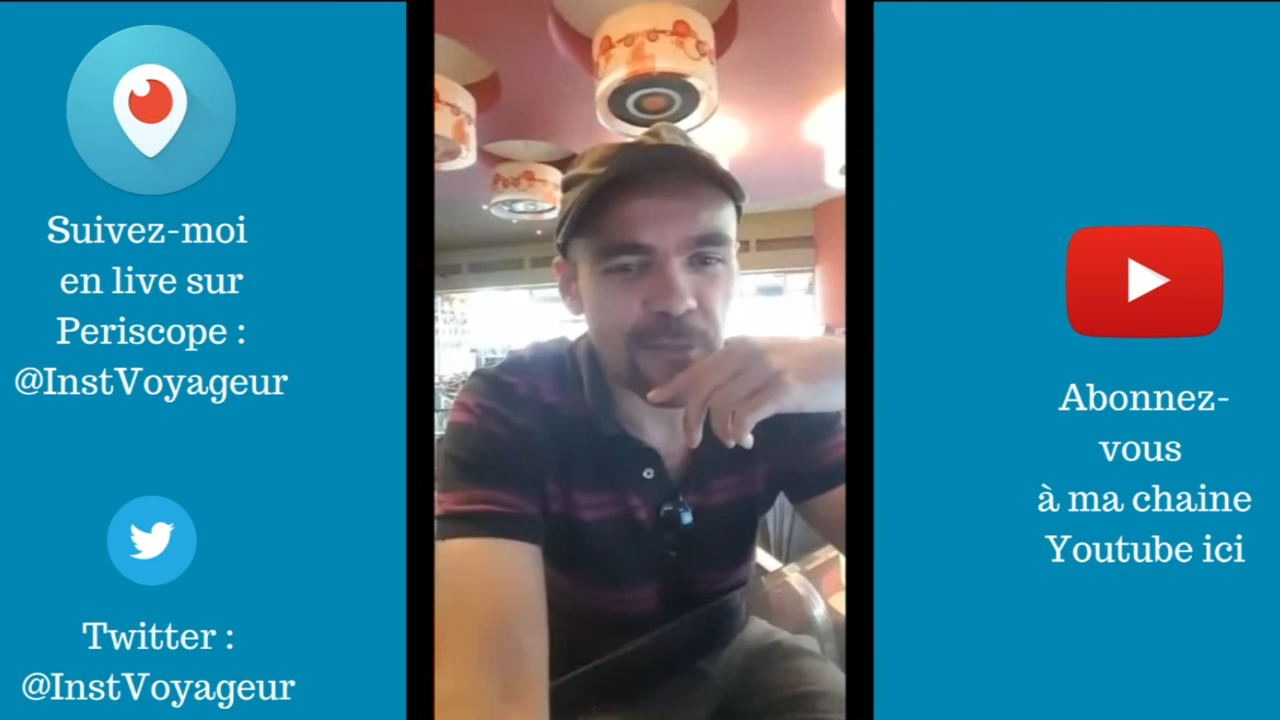 Suivez-moi
en live sur
Periscope :
@InstVoyageur
Twitter :
@InstVoyageur
Abonnez-
vous
à ma chaine
Youtube ici